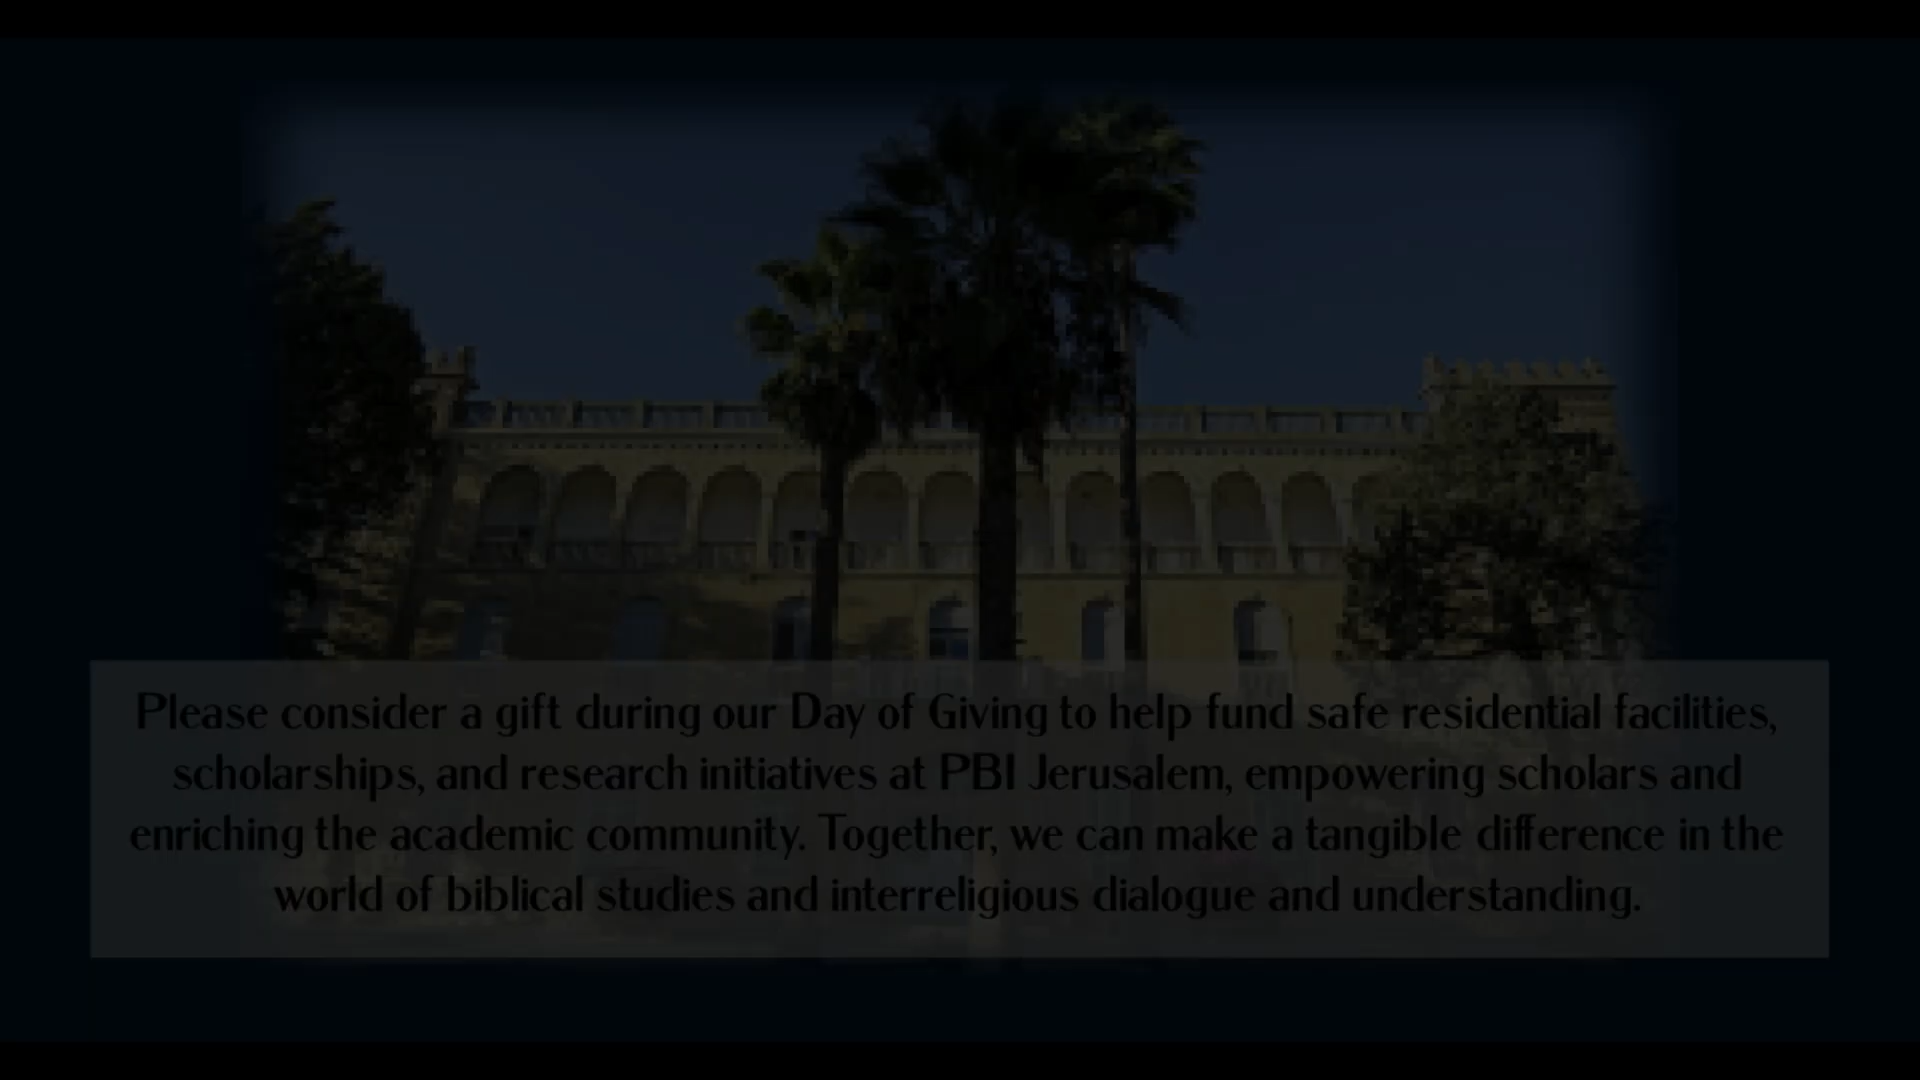 Please consider a gift during our Day of Giving to help fund safe residential facilities,
scholarships, and research initiatives at PBI Jerusalem, empowering scholars and
enriching the academic community. Together, we can make a tangible difference in the
world of biblical studies and interreligious dialogue and understanding.